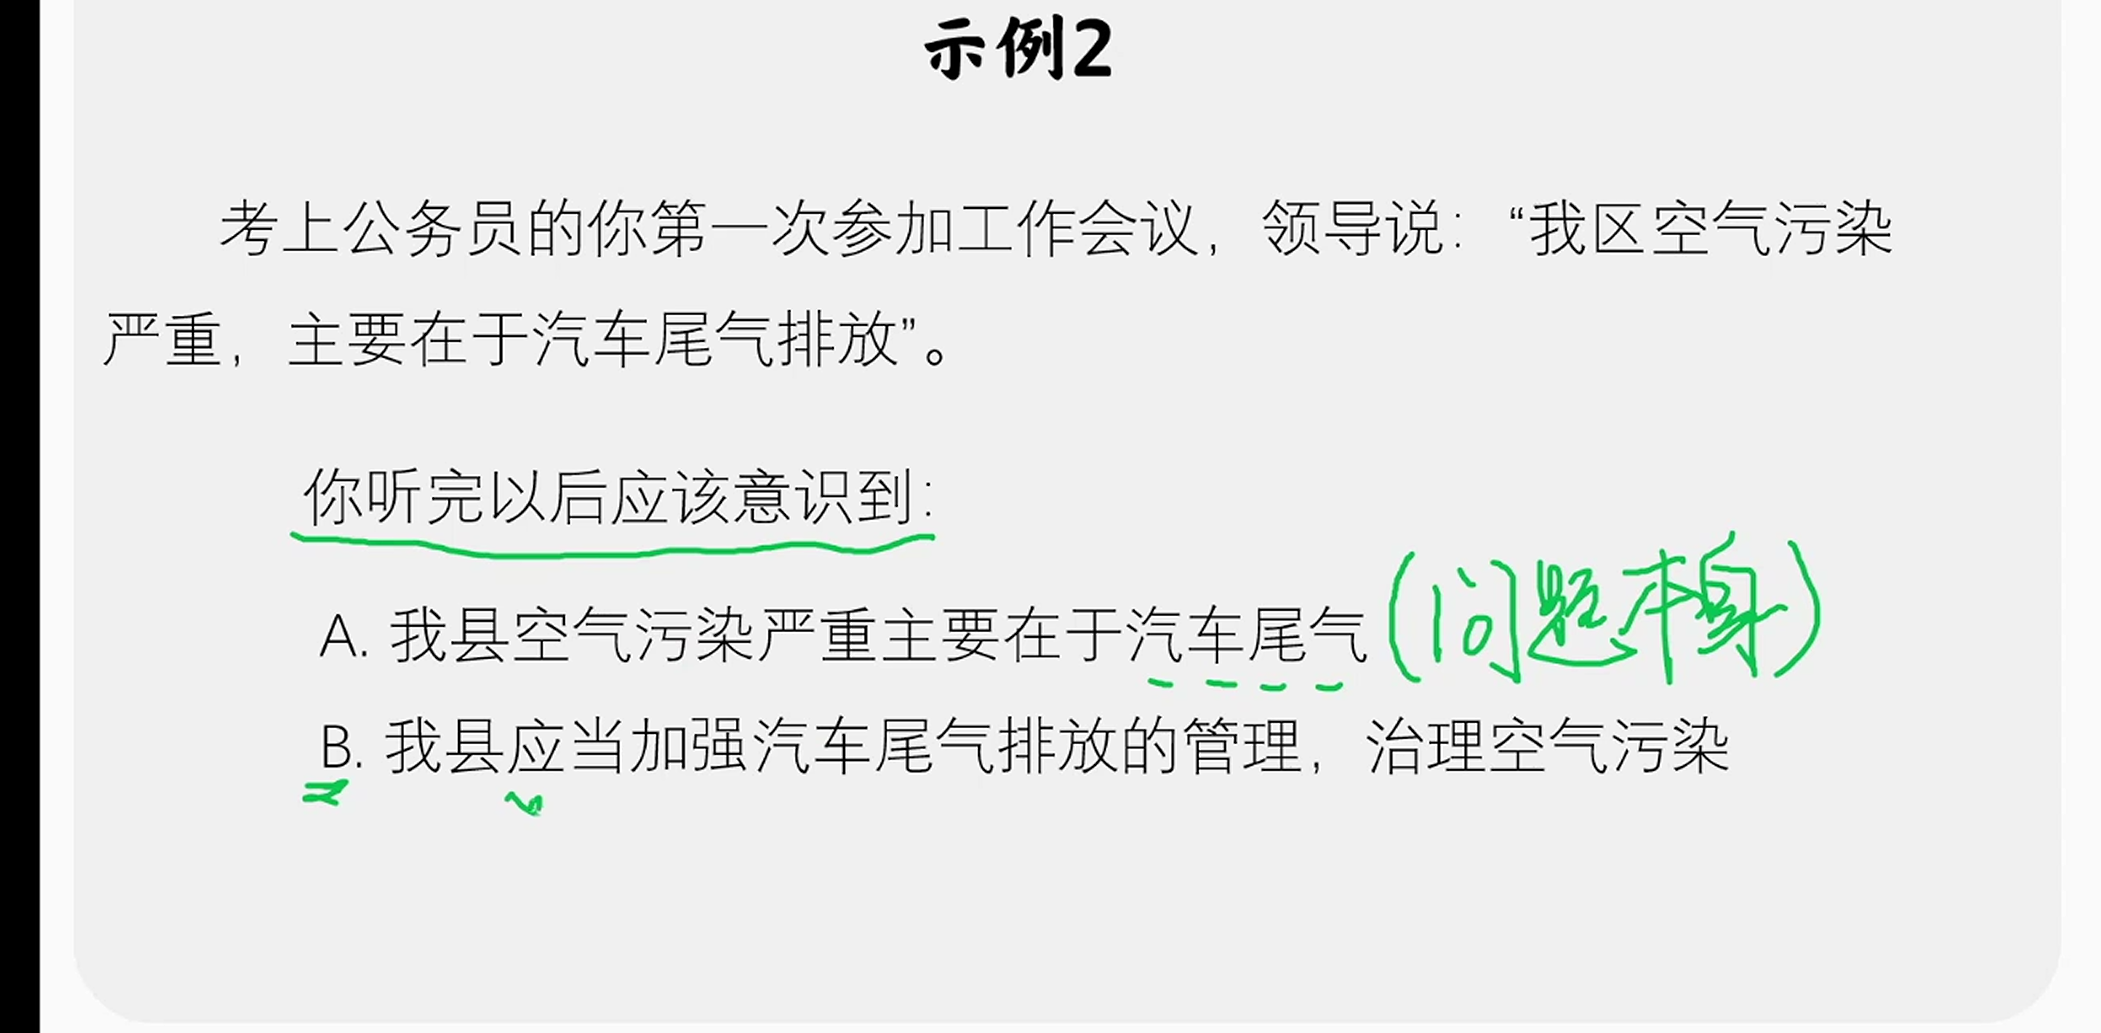 示例2
考上公务员的你第一次参加工作会议，领导说：“我区空气污染
严重，主要在于汽车尾气排放”。
你听完以后应该意识到：
A. 我县空气污染严重主要在于汽车尾气（问题本身）
B. 我县应当加强汽车尾气排放的管理，治理空气污染